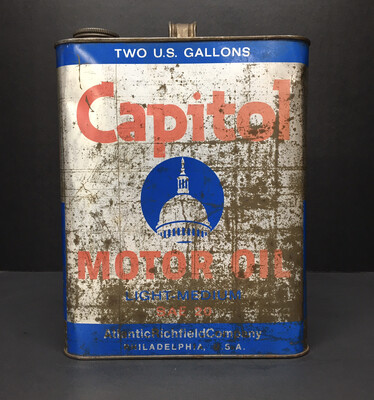 TWO U.S. GALLONS
Capitol
MOTOR OIL
LIGHT-MEDIUM
AtlanticRichfieldCompany
PHILADELPHIA,